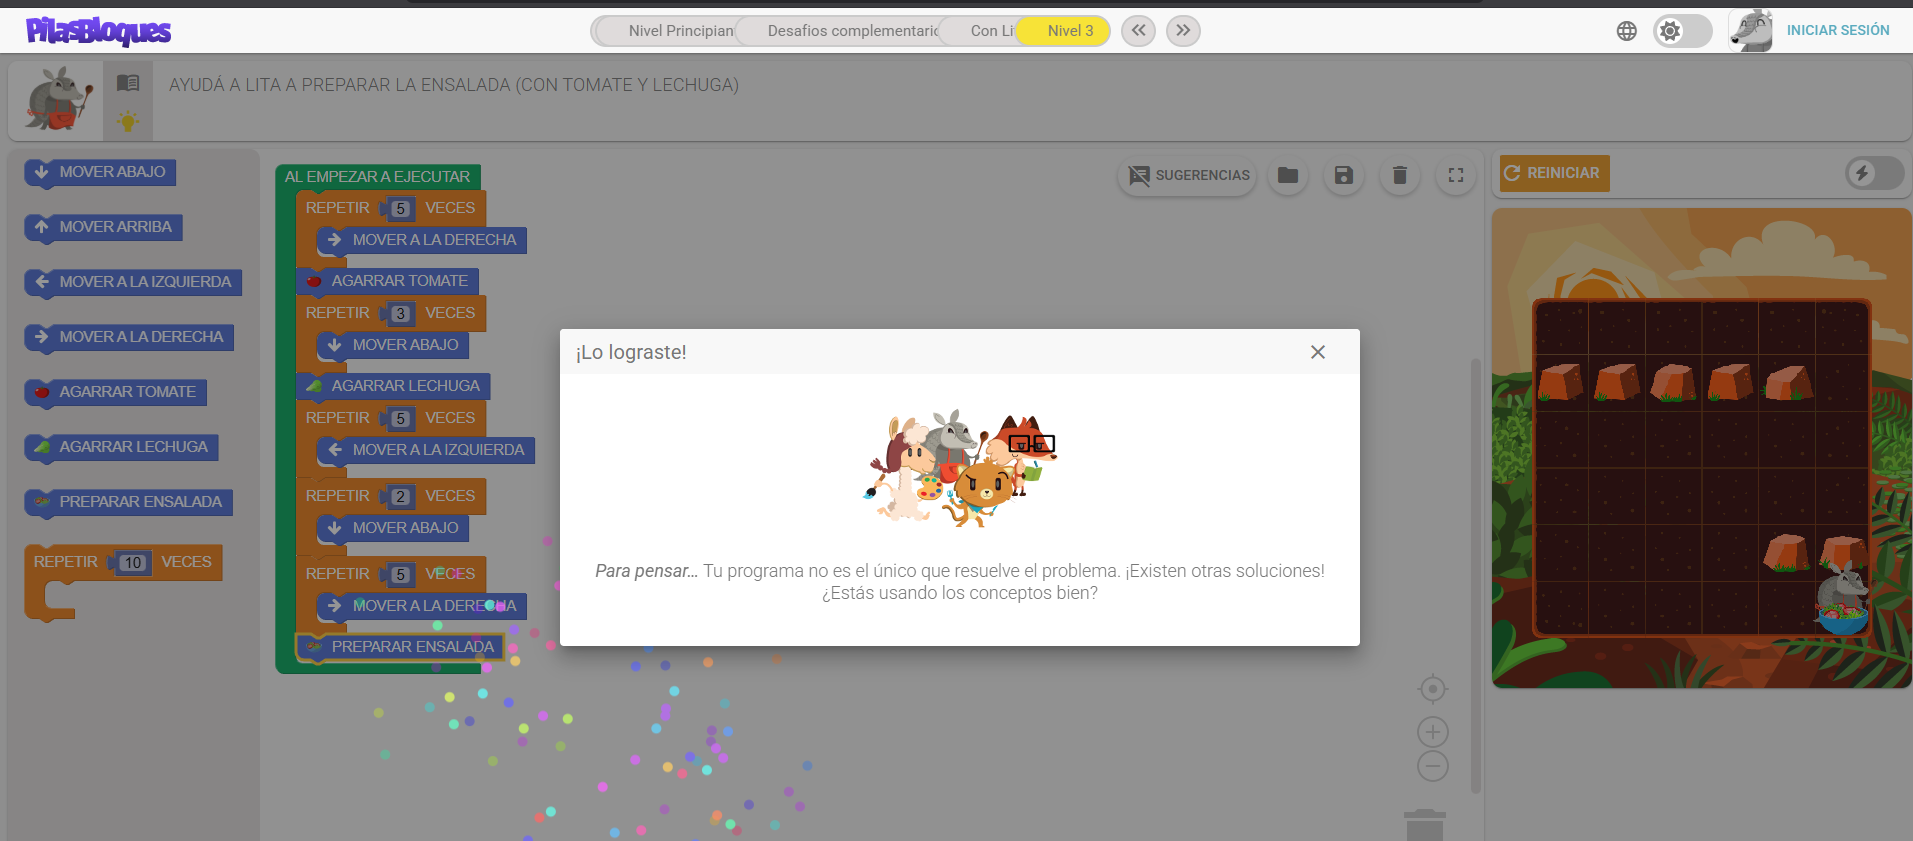 PilasBloques
Nivel Principian
Desafios complementario
Con Li
Nivel 3
INICIAR SESIÓN
AYUDÁ A LITA A PREPARAR LA ENSALADA (CON TOMATE Y LECHUGA)
MOVER ABAJO
MOVER ARRIBA
MOVER A LA IZQUIERDA
MOVER A LA DERECHA
AGARRAR TOMATE
AGARRAR LECHUGA
PREPARAR ENSALADA
REPETIR 10 VECES
AL EMPEZAR A EJECUTAR
REPETIR 5 VECES
MOVER A LA DERECHA
AGARRAR TOMATE
REPETIR 3 VECES
MOVER ABAJO
AGARRAR LECHUGA
REPETIR 5 VECES
MOVER A LA IZQUIERDA
REPETIR 2 VECES
MOVER ABAJO
REPETIR 5 VECES
MOVER A LA DERECHA
PREPARAR ENSALADA
SUGERENCIAS
REINICIAR
¡Lo lograste!
Para pensar... Tu programa no es el único que resuelve el problema. ¡Existen otras soluciones!
¿Estás usando los conceptos bien?